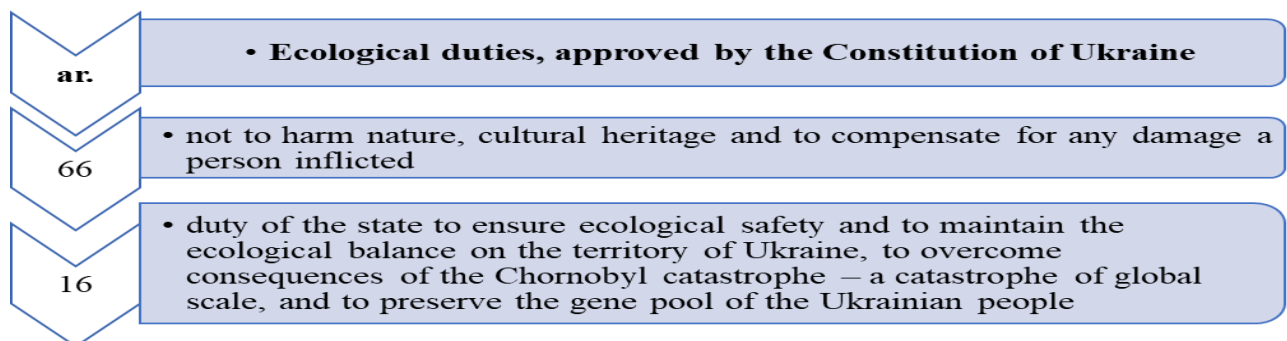 ar.
• Ecological duties, approved by the Constitution of Ukraine
66
• not to harm nature, cultural heritage and to compensate for any damage a
person inflicted
16
• duty of the state to ensure ecological safety and to maintain the
ecological balance on the territory of Ukraine, to overcome
consequences of the Chornobyl catastrophe – a catastrophe of global
scale, and to preserve the gene pool of the Ukrainian people